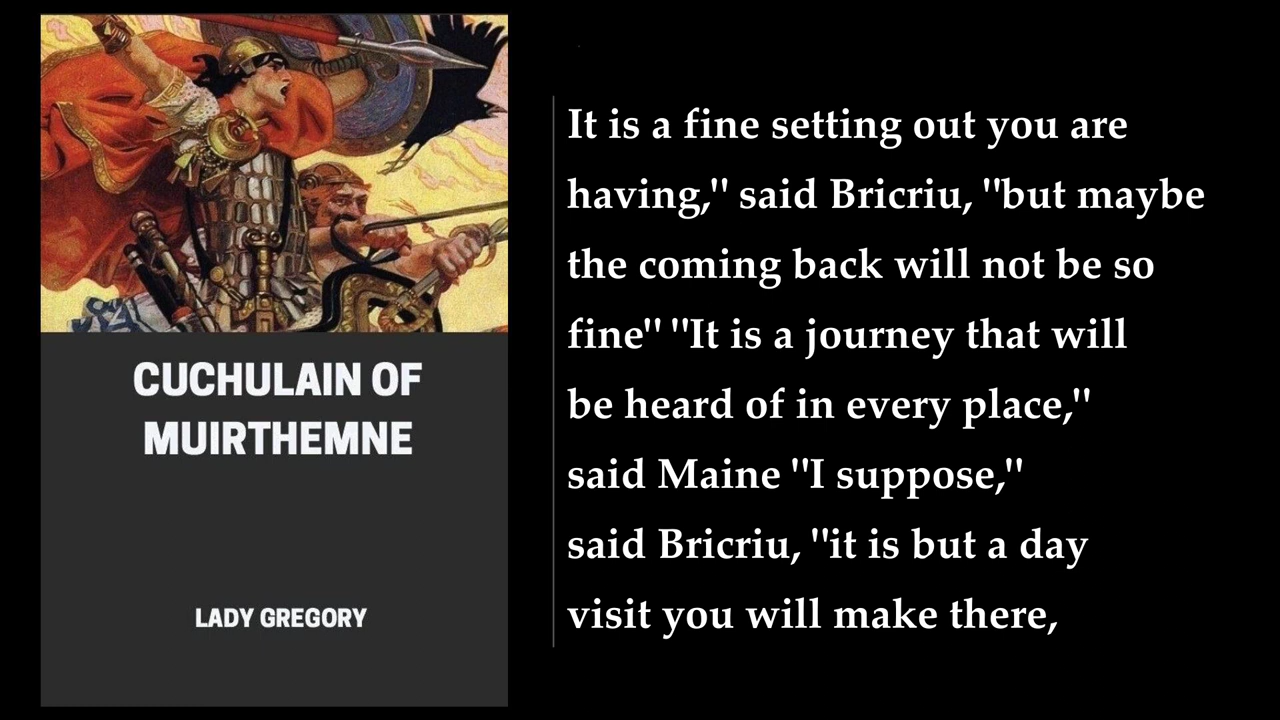 CUCHULAIN OF
MUIRTHEMNE
LADY GREGORY
It is a fine setting out you are
having," said Bricriu, "but maybe
the coming back will not be so
fine" "It is a journey that will
be heard of in every place,"
said Maine "I suppose,"
said Bricriu, "it is but a day
visit you will make there,